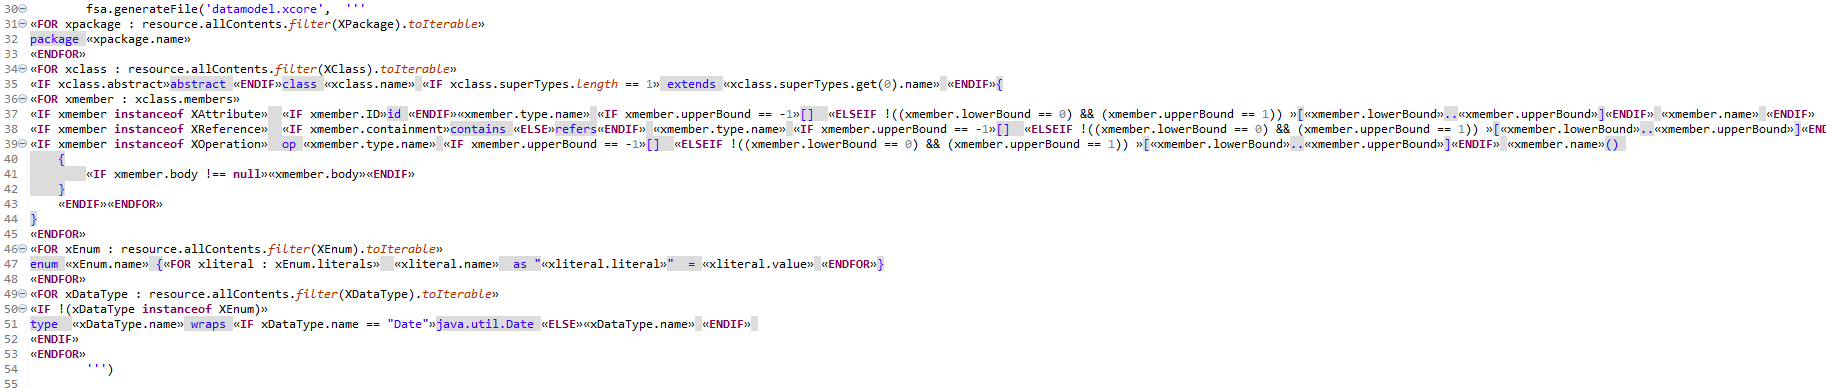 30 fsa.generateFile('datamodel.xcore', '''
31 «FOR xpackage : resource.allContents.filter(XPackage).toIterable»
32 package «xpackage.name»
33 «ENDFOR»
34 «FOR xclass : resource.allContents.filter(XClass).toIterable»
35 «IF xclass.abstract»abstract «ENDIF»class «xclass.name» «IF xclass.superTypes.length == 1» extends «xclass.superTypes.get(0).name» «ENDIF»{
36 «FOR xmember : xclass.members»
37 «IF xmember instanceof XAttribute» «IF xmember.ID»id «ENDIF»«xmember.type.name» «IF xmember.upperBound == -1»[] «ELSEIF !((xmember.lowerBound == 0) && (xmember.upperBound == 1)) »[«xmember.lowerBound»..«xmember.upperBound»]«ENDIF» «xmember.name» «ENDIF»
38 «IF xmember instanceof XReference» «IF xmember.containment»contains «ELSE»refers«ENDIF» «xmember.type.name» «IF xmember.upperBound == -1»[] «ELSEIF !((xmember.lowerBound == 0) && (xmember.upperBound == 1)) »[«xmember.lowerBound»..«xmember.upperBound»]«END
39 «IF xmember instanceof XOperation» op «xmember.type.name» «IF xmember.upperBound == -1»[] «ELSEIF !((xmember.lowerBound == 0) && (xmember.upperBound == 1)) »[«xmember.lowerBound»..«xmember.upperBound»]«ENDIF» «xmember.name»()
40 {
41 «IF xmember.body !== null»«xmember.body»«ENDIF»
42 }
43 «ENDIF»«ENDFOR»
44 }
45 «ENDFOR»
46 «FOR xEnum : resource.allContents.filter(XEnum).toIterable»
47 enum «xEnum.name» {«FOR xliteral : xEnum.literals» «xliteral.name» as "«xliteral.literal»" = «xliteral.value» «ENDFOR»}
48 «ENDFOR»
49 «FOR xDataType : resource.allContents.filter(XDataType).toIterable»
50 «IF !(xDataType instanceof XEnum)»
51 type «xDataType.name» wraps «IF xDataType.name == "Date"»java.util.Date «ELSE»«xDataType.name» «ENDIF»
52 «ENDIF»
53 «ENDFOR»
54 ''')
55